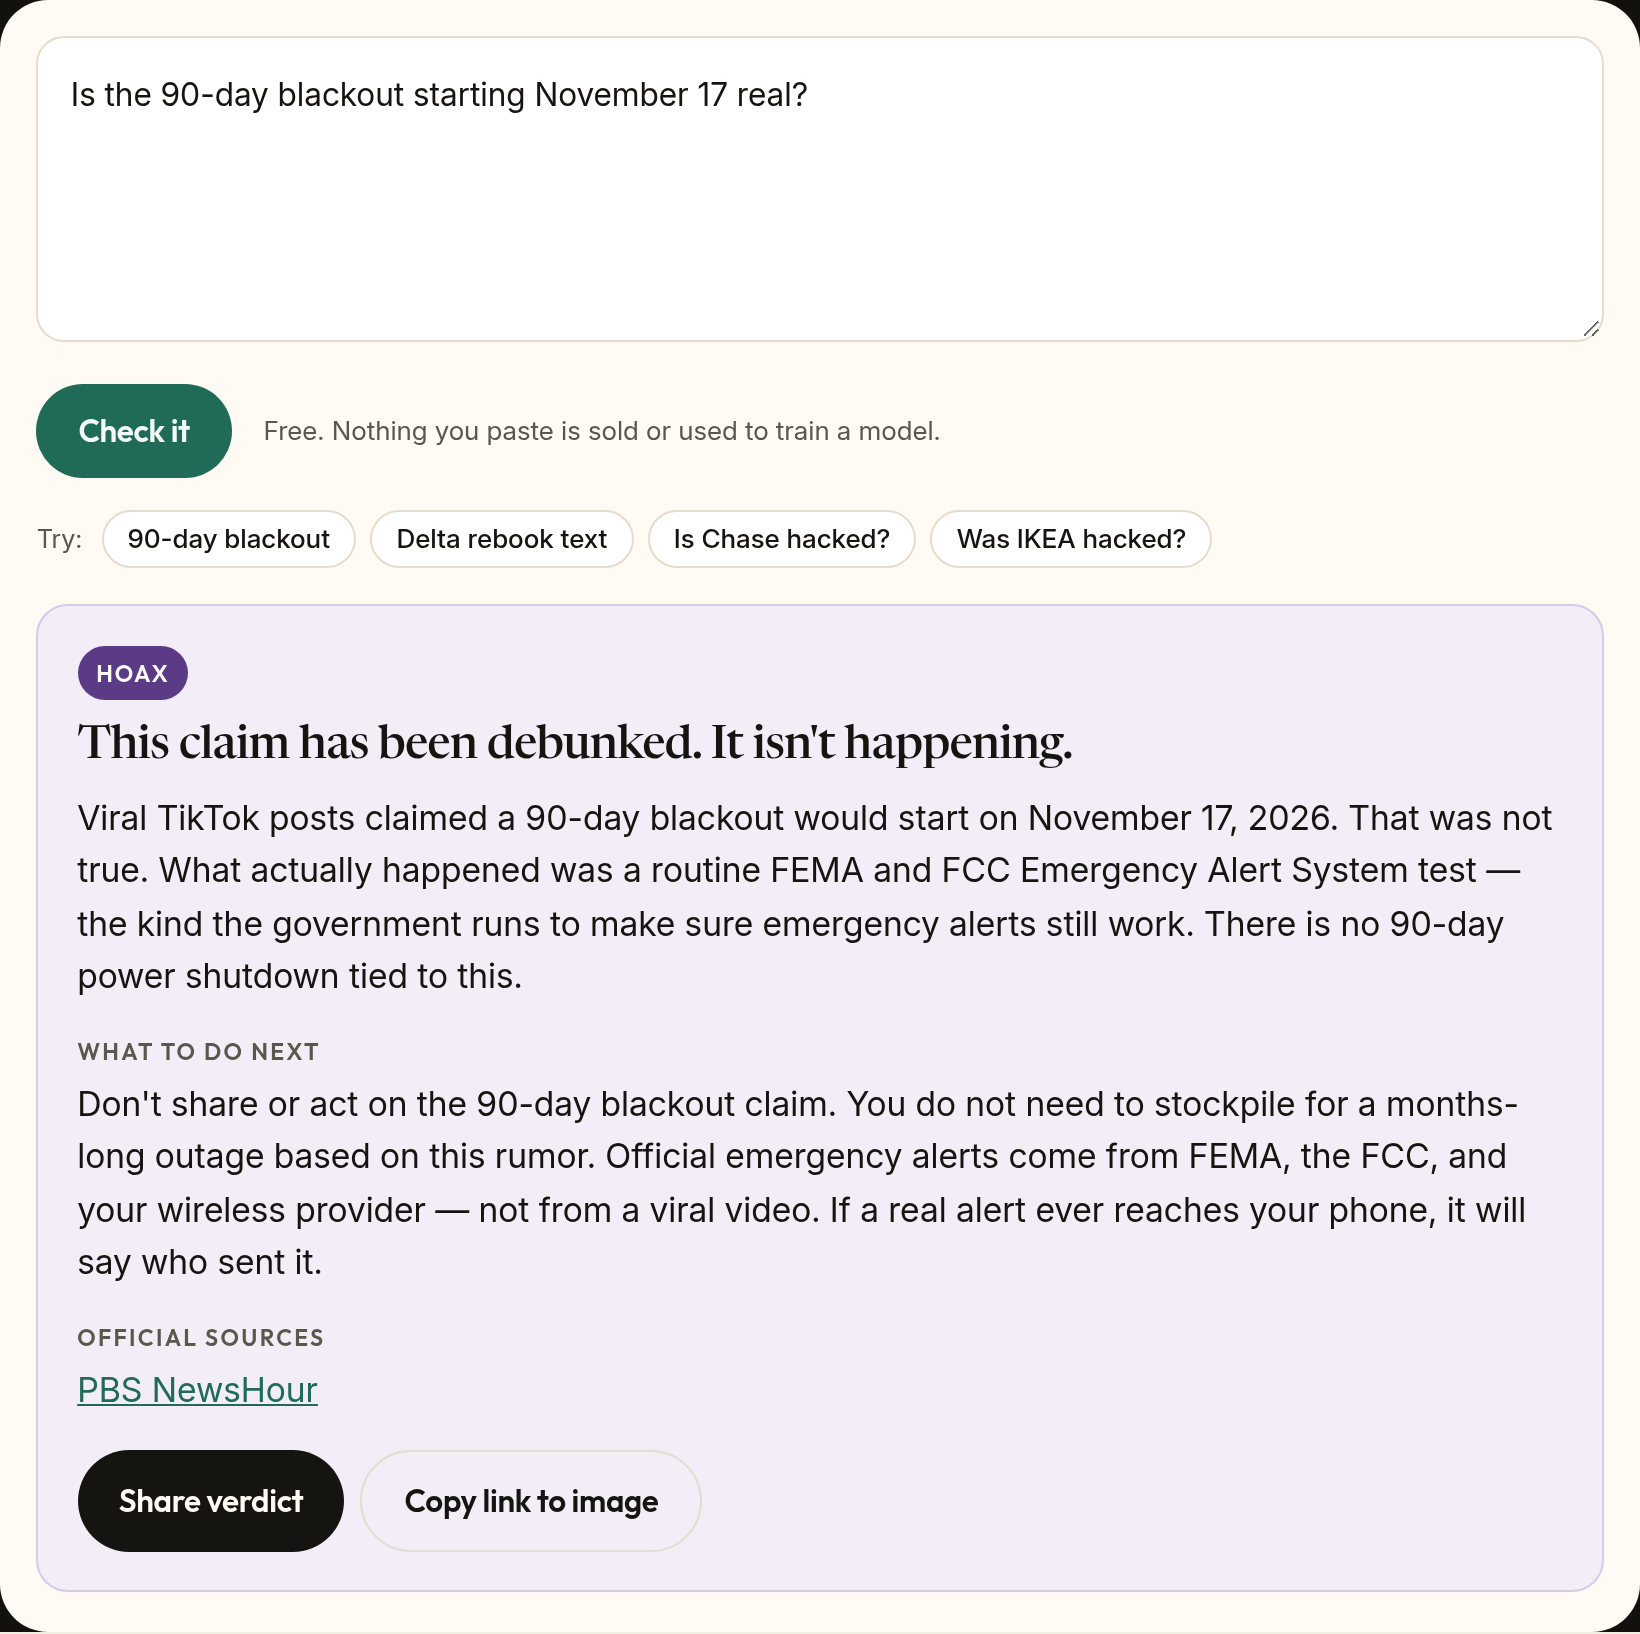 Is the 90-day blackout starting November 17 real?
Check it
Free. Nothing you paste is sold or used to train a model.
Try:
90-day blackout
Delta rebook text
Is Chase hacked?
Was IKEA hacked?
HOAX
This claim has been debunked. It isn't happening.
Viral TikTok posts claimed a 90-day blackout would start on November 17, 2026. That was not
true. What actually happened was a routine FEMA and FCC Emergency Alert System test —
the kind the government runs to make sure emergency alerts still work. There is no 90-day
power shutdown tied to this.
WHAT TO DO NEXT
Don't share or act on the 90-day blackout claim. You do not need to stockpile for a months-
long outage based on this rumor. Official emergency alerts come from FEMA, the FCC, and
your wireless provider — not from a viral video. If a real alert ever reaches your phone, it will
say who sent it.
OFFICIAL SOURCES
PBS NewsHour
Share verdict
Copy link to image